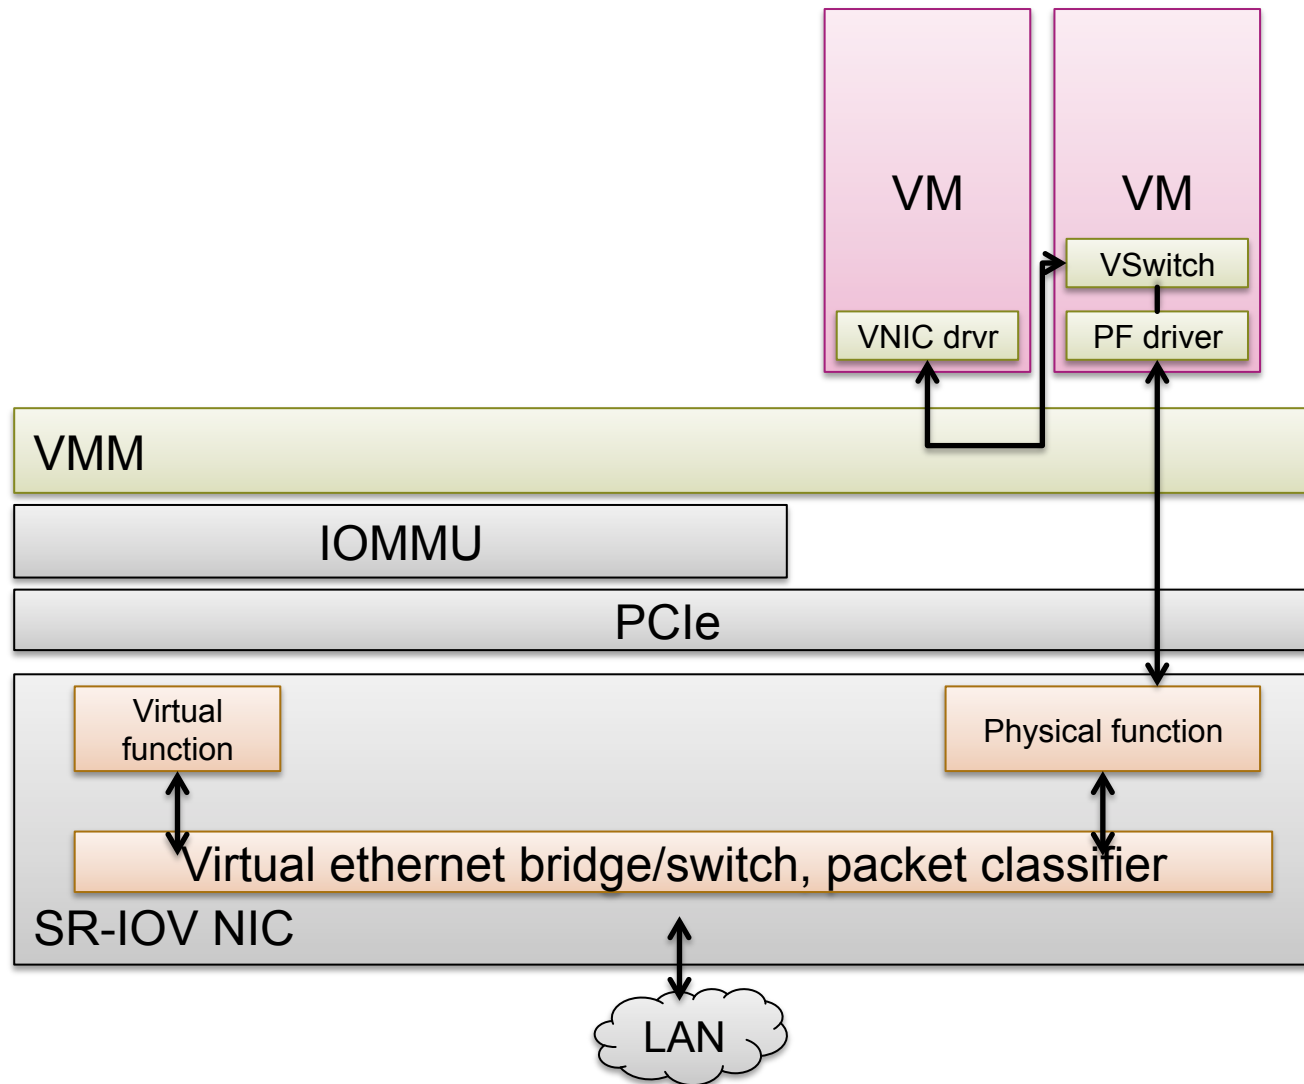 VM
VM
VSwitch
VNIC drvr
PF driver
VMM
IOMMU
PCIe
Virtual
function
Physical function
Virtual ethernet bridge/switch, packet classifier
SR-IOV NIC
LAN